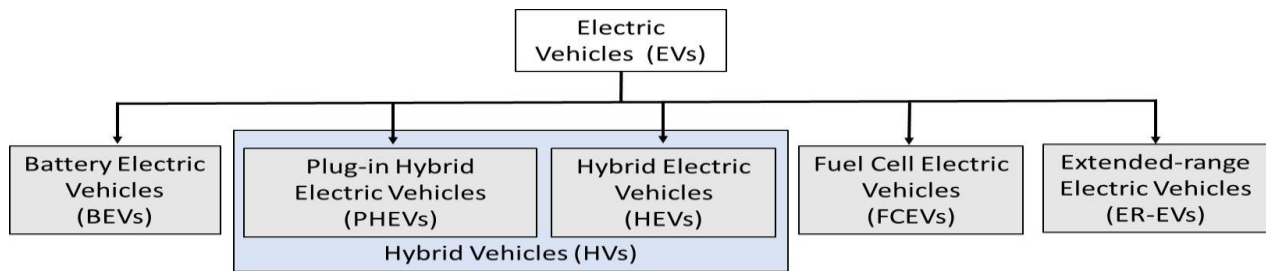 Electric
Vehicles (EVs)
Battery Electric
Vehicles
(BEVs)
Plug-in Hybrid
Electric Vehicles
(PHEVs)
Hybrid Electric
Vehicles
(HEVs)
Fuel Cell Electric
Vehicles
(FCEVs)
Extended-range
Electric Vehicles
(ER-EVs)
Hybrid Vehicles (HVs)